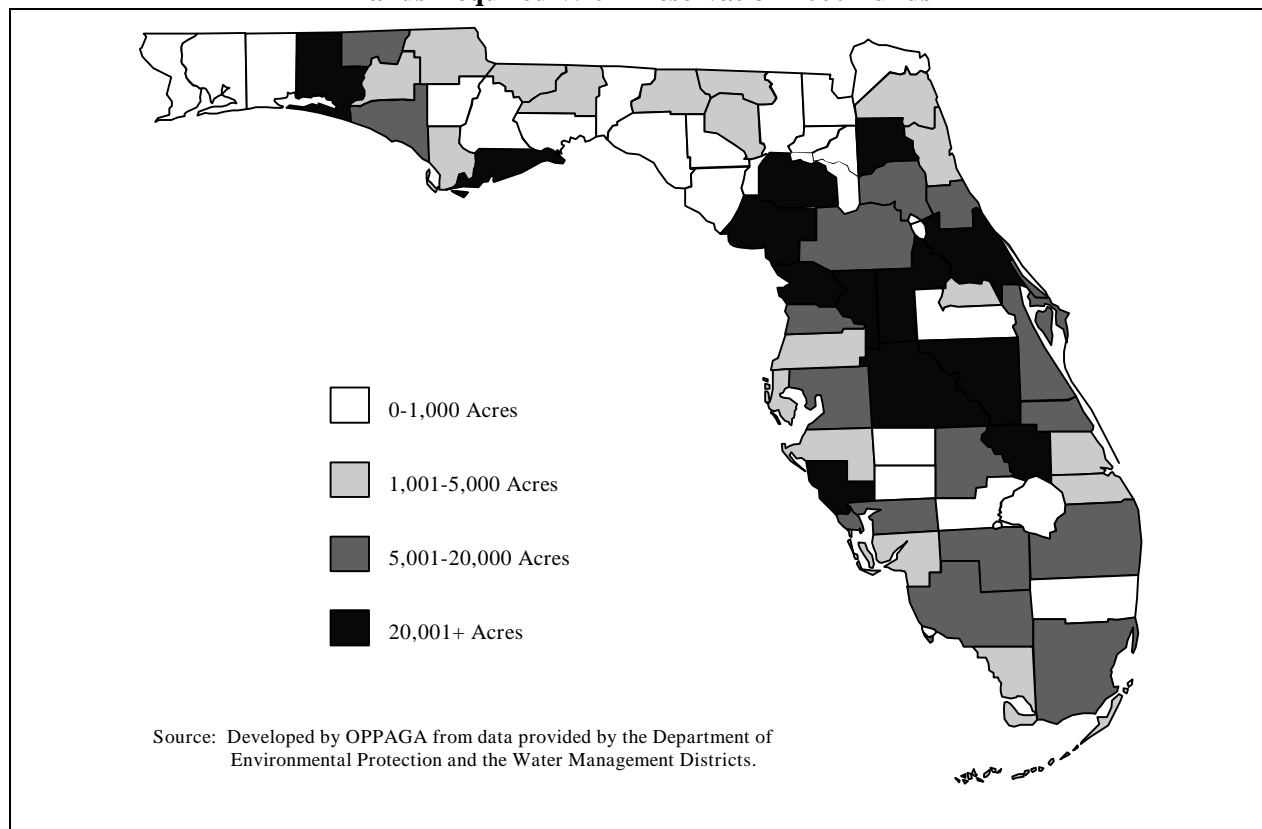 0-1,000 Acres
1,001-5,000 Acres
5,001-20,000 Acres
20,001+ Acres
Source: Developed by OPPAGA from data provided by the Department of
Environmental Protection and the Water Management Districts.